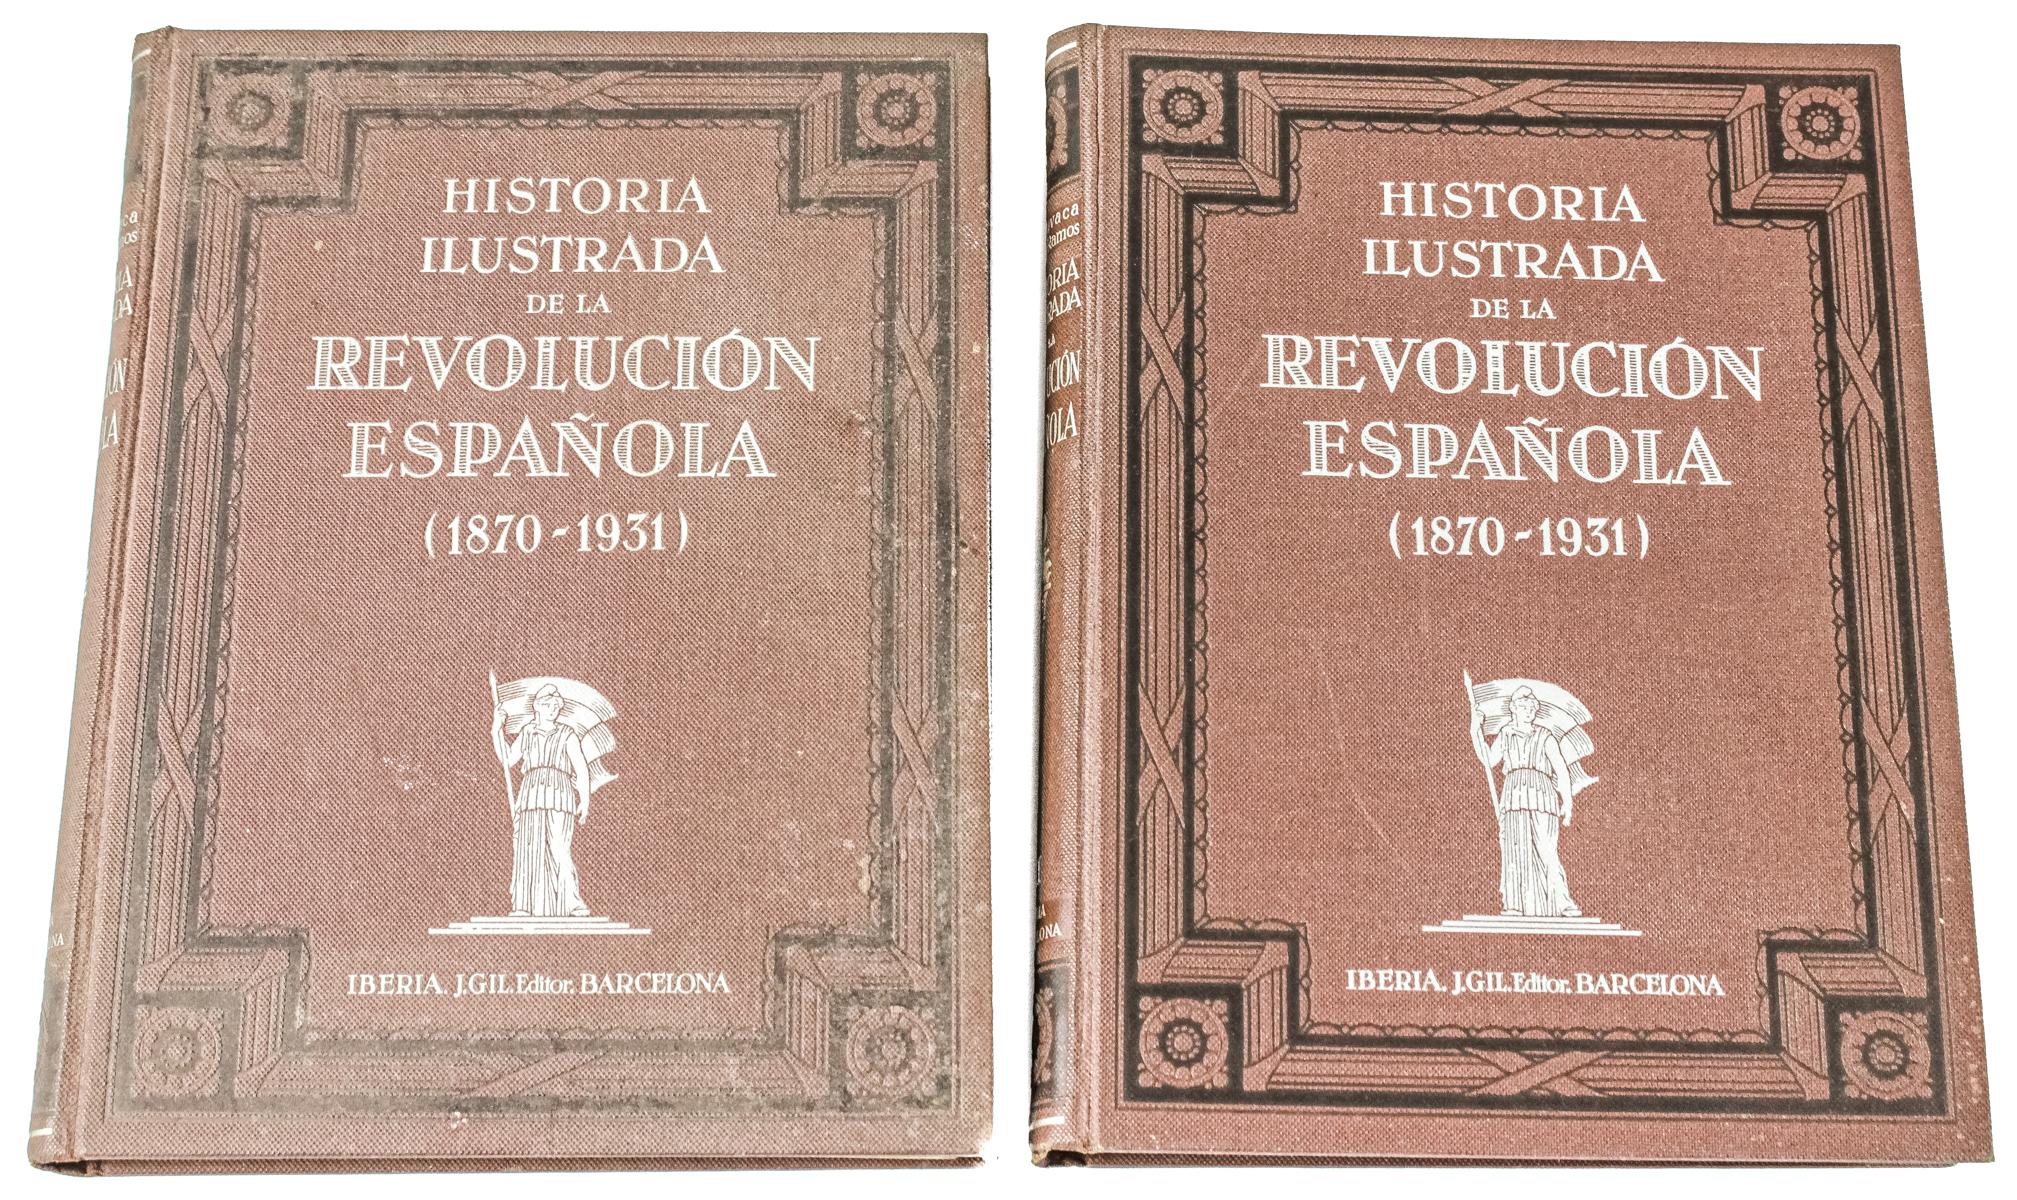 HISTORIA
ILUSTRADA
DE LA
REVOLUCIÓN
ESPAÑOLA
(1870-1931)
IBERIA. J.GIL.Editor. BARCELONA
HISTORIA
ILUSTRADA
DE LA
REVOLUCIÓN
ESPAÑOLA
(1870-1931)
IBERIA. J.GIL.Editor. BARCELONA